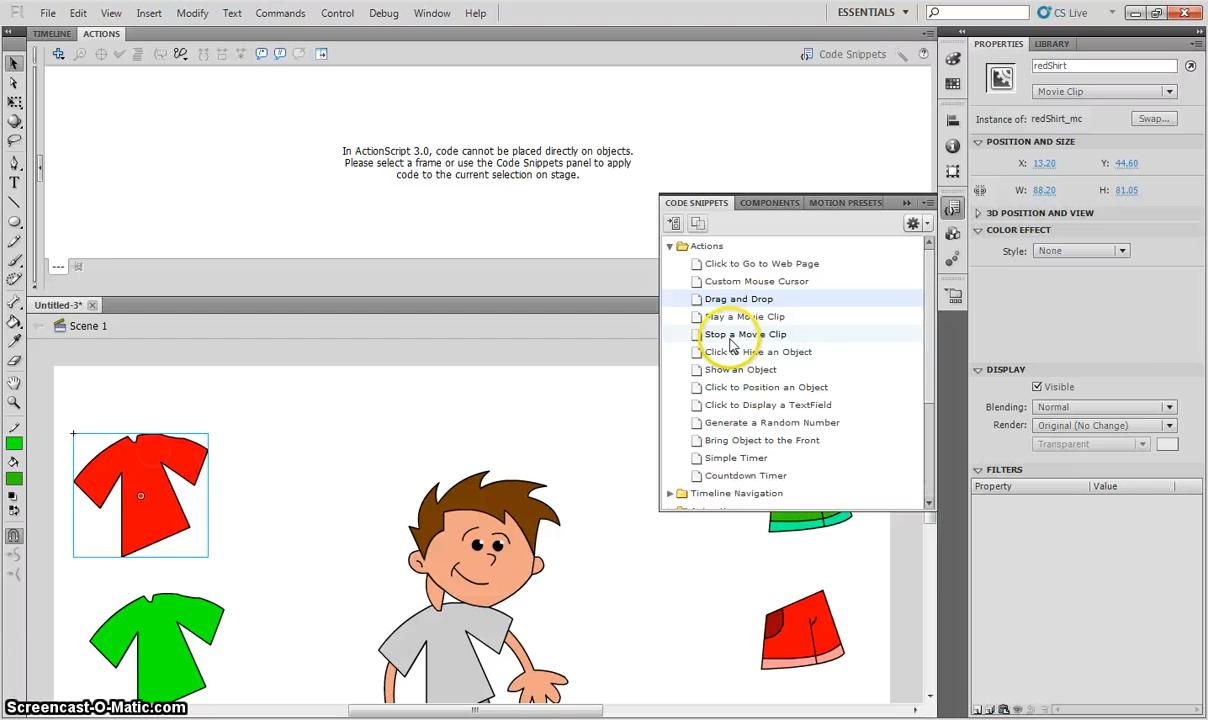 Fl File Edit View Insert Modify Text Commands Control Debug Window Help ESSENTIALS CS Live
TIMELINE ACTIONS
Code Snippets
In ActionScript 3.0, code cannot be placed directly on objects.
Please select a frame or use the Code Snippets panel to apply
code to the current selection on stage.
Untitled-3*
Scene 1
CODE SNIPPETS COMPONENTS MOTION PRESETS
Actions
Click to Go to Web Page
Custom Mouse Cursor
Drag and Drop
Play a Movie Clip
Stop a Movie Clip
Click to Hide an Object
Show an Object
Click to Position an Object
Click to Display a TextField
Generate a Random Number
Bring Object to the Front
Simple Timer
Countdown Timer
Timeline Navigation
PROPERTIES LIBRARY
redShirt
Movie Clip
Instance of: redShirt_mc Swap...
POSITION AND SIZE
X: 13.20 Y: 44.60
W: 88.20 H: 81.05
3D POSITION AND VIEW
COLOR EFFECT
Style: None
DISPLAY
Visible
Blending: Normal
Render: Original (No Change)
Transparent
FILTERS
Property Value
Screencast-O-Matic.com